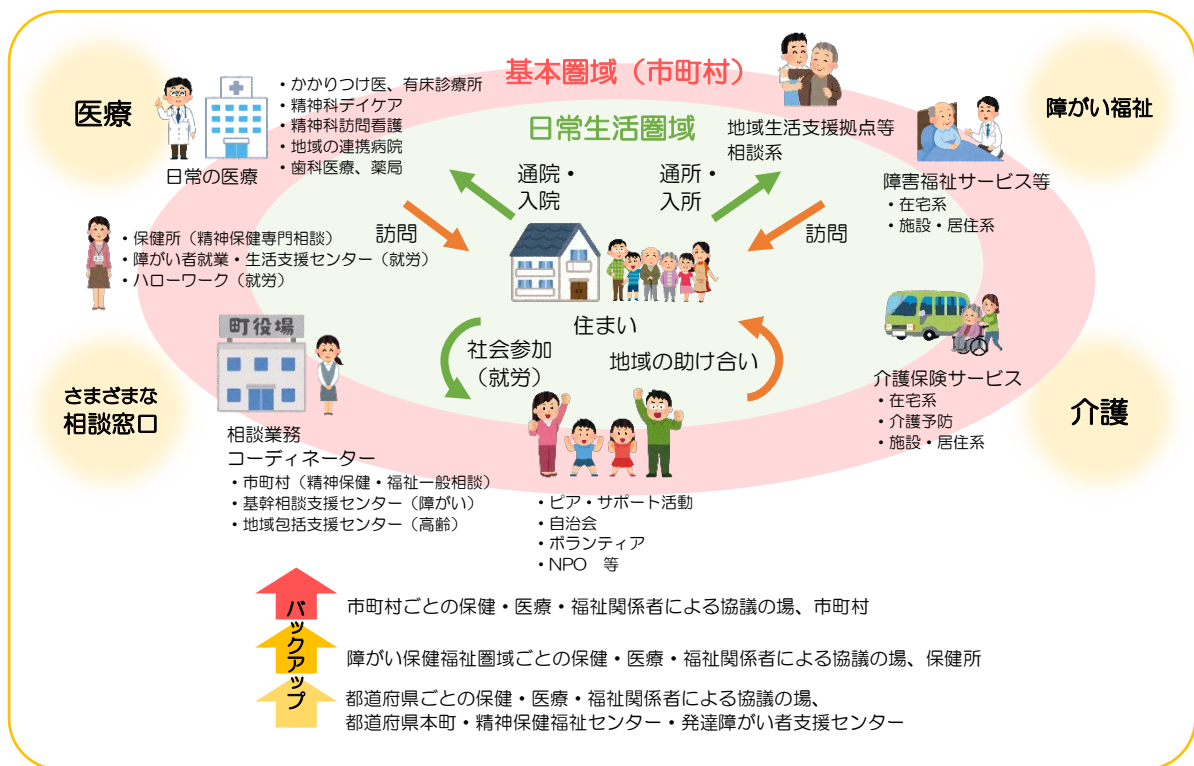 基本圏域（市町村）
日常生活圏域
医療
・かかりつけ医、有床診療所
・精神科デイケア
・精神科訪問看護
・地域の連携病院
・歯科医療、薬局
日常の医療
通院・
入院
訪問
地域生活支援拠点等
相談系
通所・
入所
訪問
障がい福祉
障害福祉サービス等
・在宅系
・施設・居住系
・保健所（精神保健専門相談）
・障がい者就業・生活支援センター（就労）
・ハローワーク（就労）
住まい
社会参加
（就労）
地域の助け合い
さまざまな
相談窓口
町役場
相談業務
コーディネーター
・市町村（精神保健・福祉一般相談）
・基幹相談支援センター（障がい）
・地域包括支援センター（高齢）
介護
介護保険サービス
・在宅系
・介護予防
・施設・居住系
・ピア・サポート活動
・自治会
・ボランティア
・NPO　等
バックアップ
市町村ごとの保健・医療・福祉関係者による協議の場、市町村
障がい保健福祉圏域ごとの保健・医療・福祉関係者による協議の場、保健所
都道府県ごとの保健・医療・福祉関係者による協議の場、
都道府県本町・精神保健福祉センター・発達障がい者支援センター